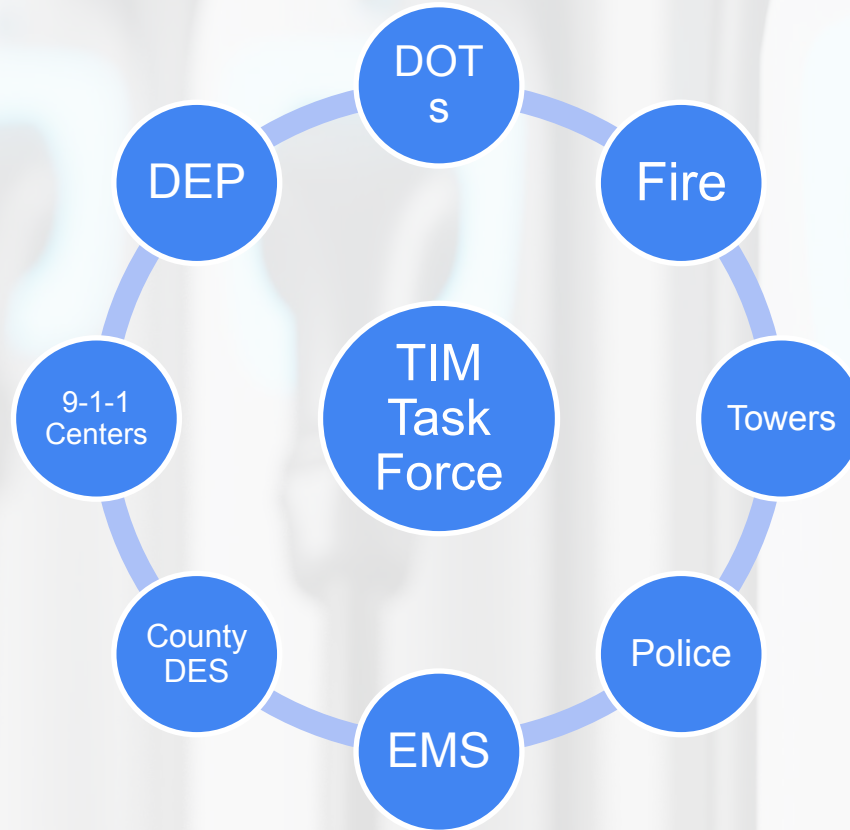 DOT
s
Fire
Towers
Police
EMS
County
DES
9-1-1
Centers
DEP
TIM
Task
Force